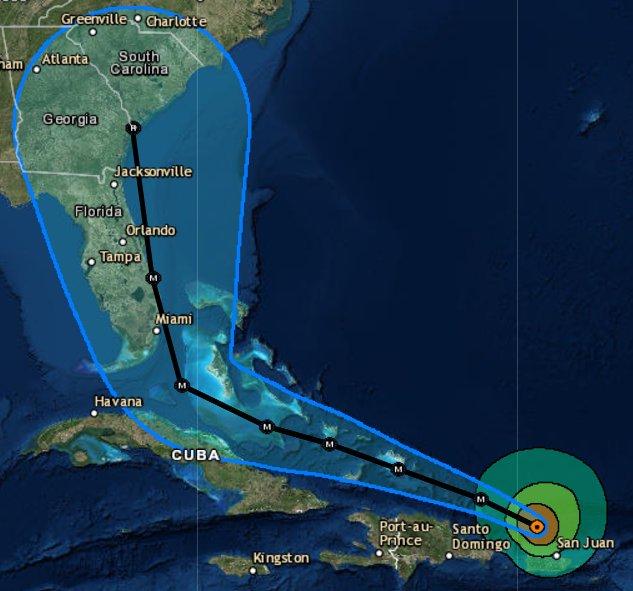 Greenville
Charlotte
ham
Atlanta
South
Carolina
Georgia
H
Jacksonville
Florida
Orlando
Tampa
M
Miami
M
Havana
M
M
CUBA
M
M
Port-au-
Prince
Santo
Domingo
San Juan
Kingston